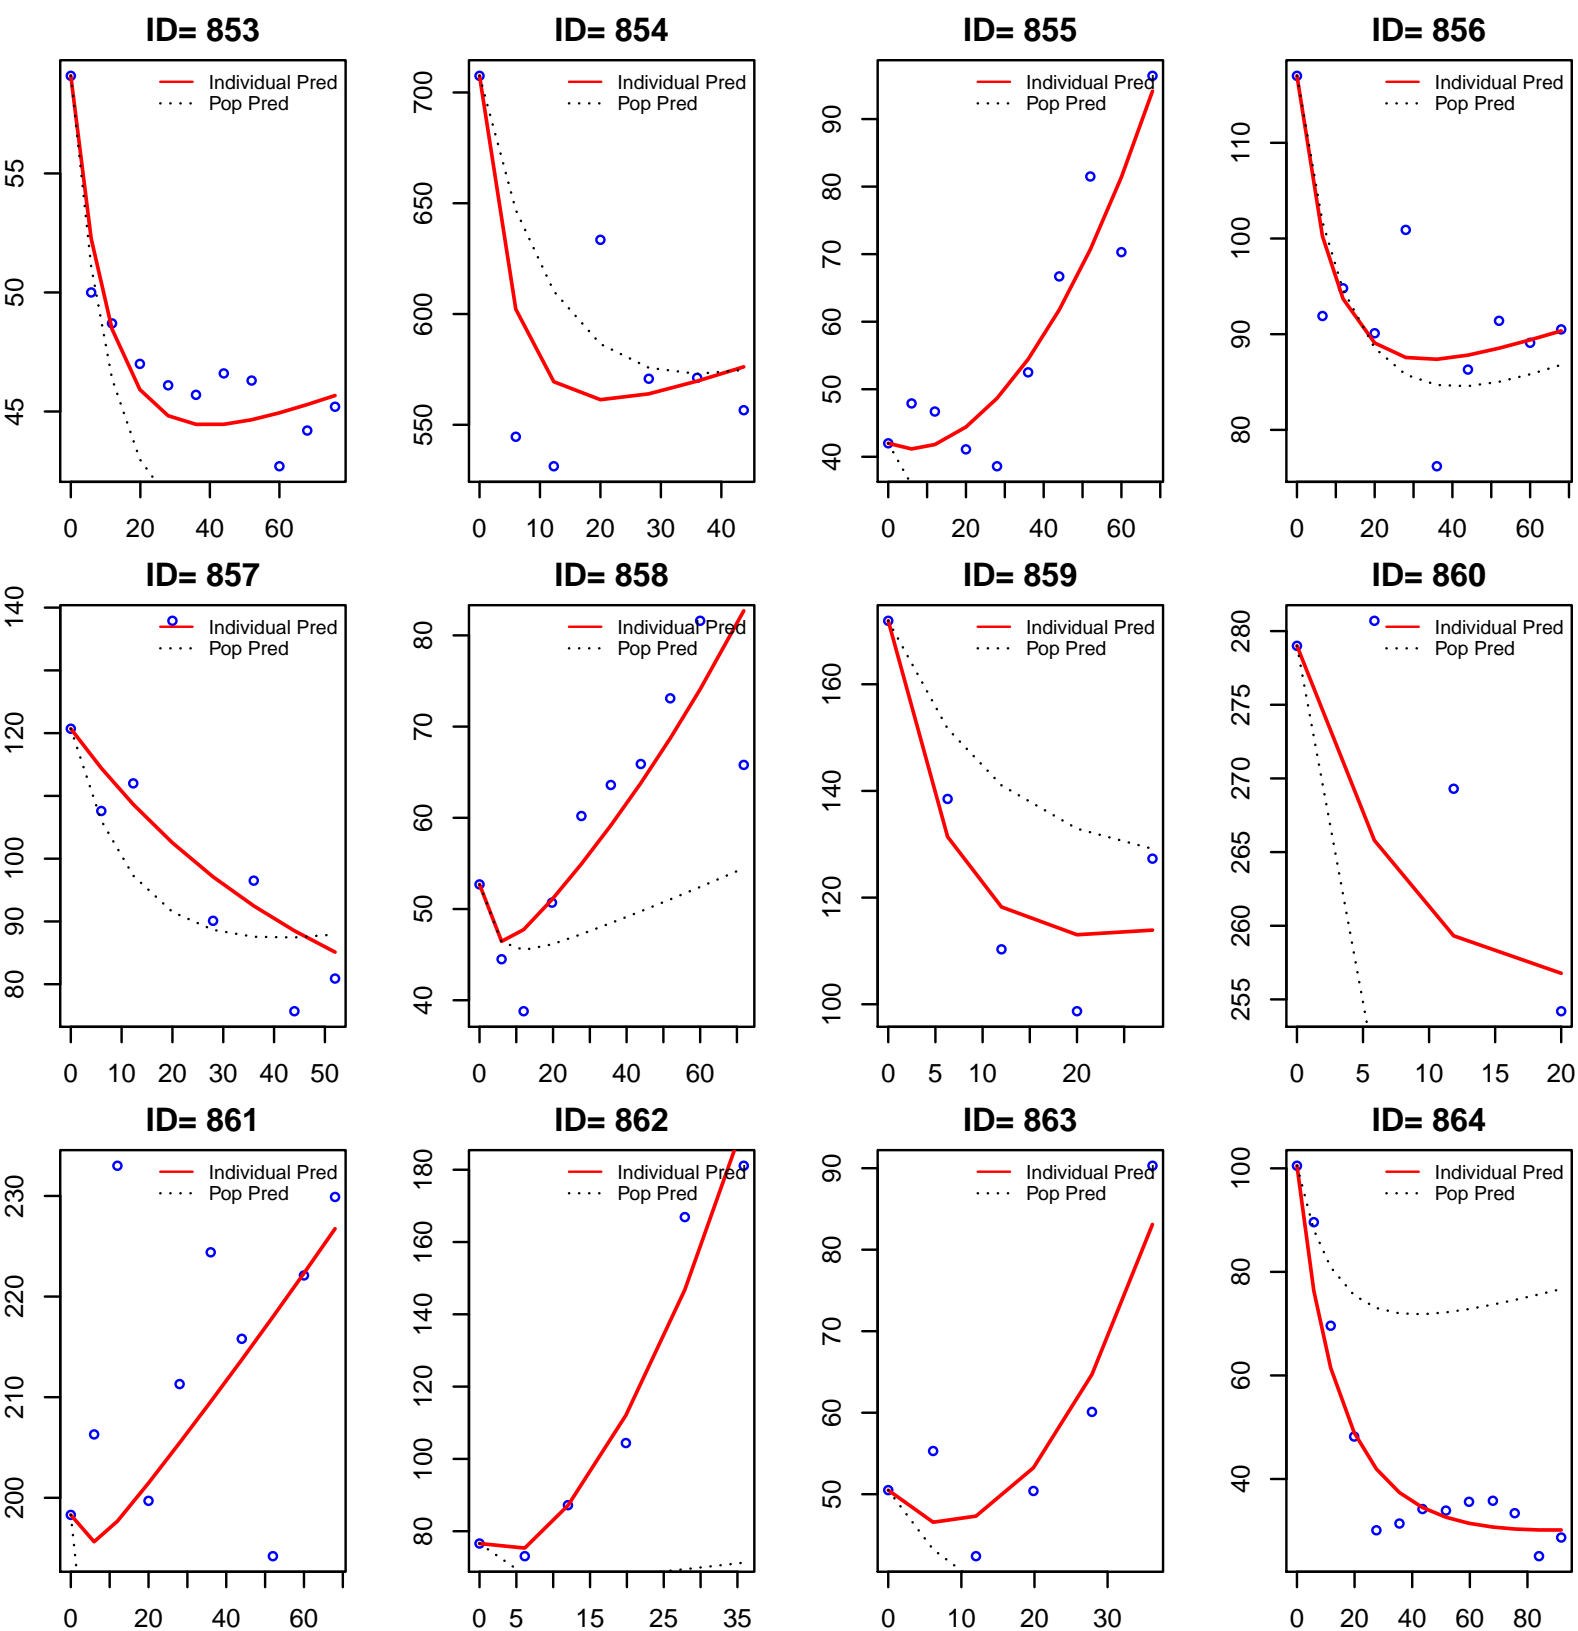 ID= 853
ID= 854
ID= 855
ID= 856
Individual Pred
Pop Pred
45 50 55
0 20 40 60
Individual Pred
Pop Pred
550 600 650 700
0 10 20 30 40
Individual Pred
Pop Pred
40 50 60 70 80 90
0 20 40 60
Individual Pred
Pop Pred
80 90 100 110
0 20 40 60
ID= 857
ID= 858
ID= 859
ID= 860
Individual Pred
Pop Pred
80 90 100 120 140
0 10 20 30 40 50
Individual Pred
Pop Pred
40 50 60 70 80
0 20 40 60
Individual Pred
Pop Pred
100 120 140 160
0 5 10 20
Individual Pred
Pop Pred
255 260 265 270 275 280
0 5 10 15 20
ID= 861
ID= 862
ID= 863
ID= 864
Individual Pred
Pop Pred
200 210 220 230
0 20 40 60
Individual Pred
Pop Pred
80 100 120 140 160 180
0 5 15 25 35
Individual Pred
Pop Pred
50 60 70 80 90
0 10 20 30
Individual Pred
Pop Pred
40 60 80 100
0 20 40 60 80